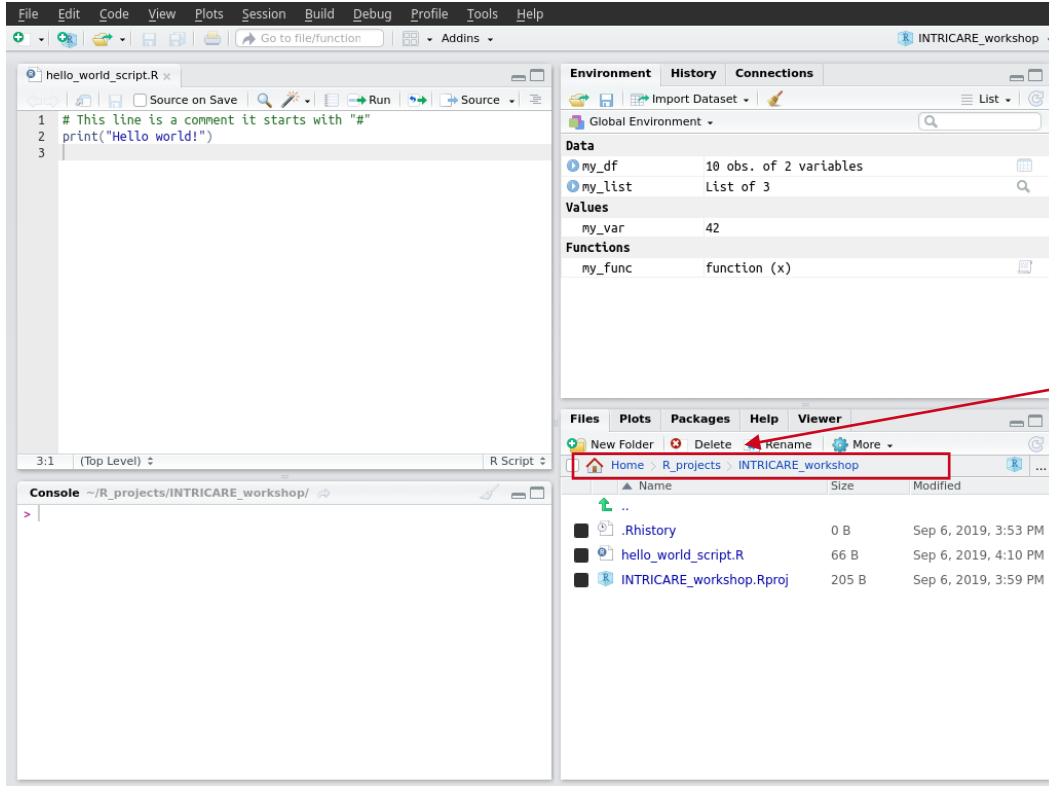 File Edit Code View Plots Session Build Debug Profile Tools Help
Go to file/function Addins INTRICARE_workshop
hello_world_script.R
Source on Save Run Source
1 # This line is a comment it starts with "#"
2 print("Hello world!")
3
3:1 (Top Level) R Script
Console ~/R_projects/INTRICARE_workshop/
>
Environment History Connections
Import Dataset List
Global Environment
Data
my_df 10 obs. of 2 variables
my_list List of 3
Values
my_var 42
Functions
my_func function (x)
Files Plots Packages Help Viewer
New Folder Delete Rename More
Home R_projects INTRICARE_workshop R ...
Name Size Modified
..
.Rhistory 0 B Sep 6, 2019, 3:53 PM
hello_world_script.R 66 B Sep 6, 2019, 4:10 PM
INTRICARE_workshop.Rproj 205 B Sep 6, 2019, 3:59 PM